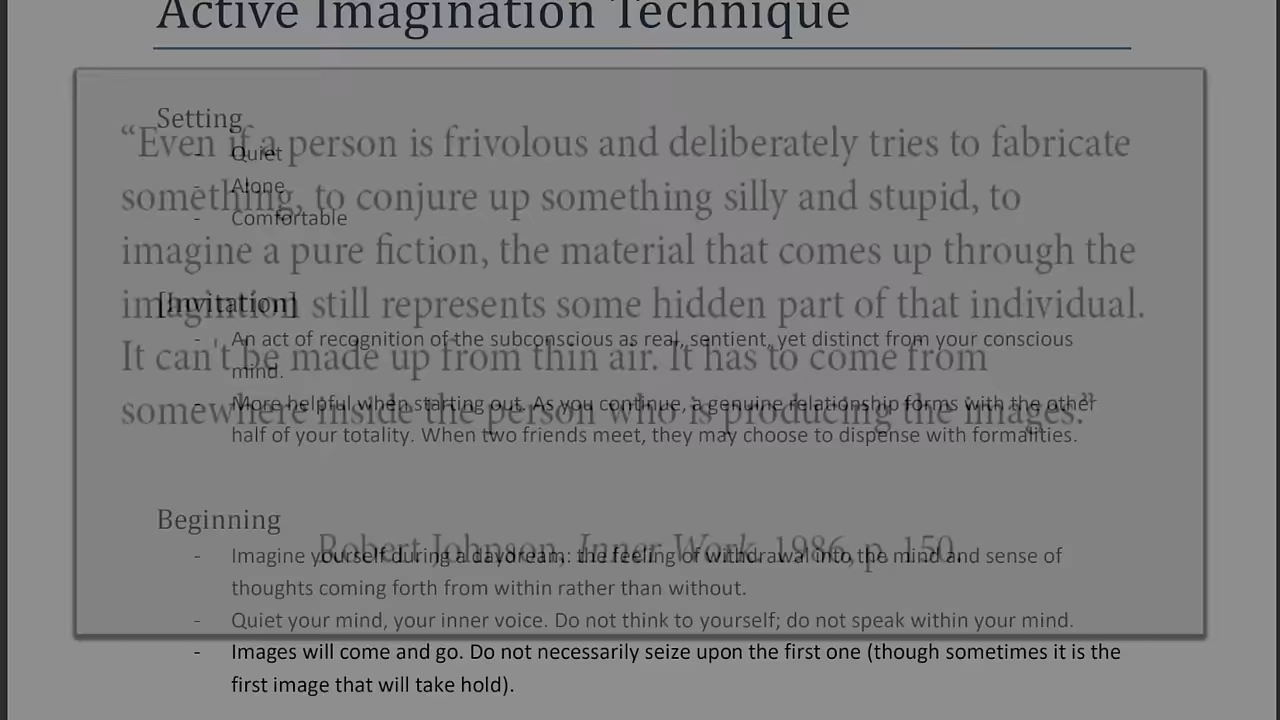 Active Imagination Technique
Setting
- Quiet
- Alone
- Comfortable
[Invitation]
- An act of recognition of the subconscious as real, sentient, yet distinct from your conscious
mind.
- More helpful when starting out. As you continue, a genuine relationship forms with the other
half of your totality. When two friends meet, they may choose to dispense with formalities.
Beginning
- Imagine yourself during a daydream: the feeling of withdrawal into the mind and sense of
thoughts coming forth from within rather than without.
- Quiet your mind, your inner voice. Do not think to yourself; do not speak within your mind.
- Images will come and go. Do not necessarily seize upon the first one (though sometimes it is the
first image that will take hold).
“Even if a person is frivolous and deliberately tries to fabricate
something, to conjure up something silly and stupid, to
imagine a pure fiction, the material that comes up through the
imagination still represents some hidden part of that individual.
It can't be made up from thin air. It has to come from
somewhere inside the person who is producing the images.”
Robert Johnson, Inner Work, 1986, p. 150.